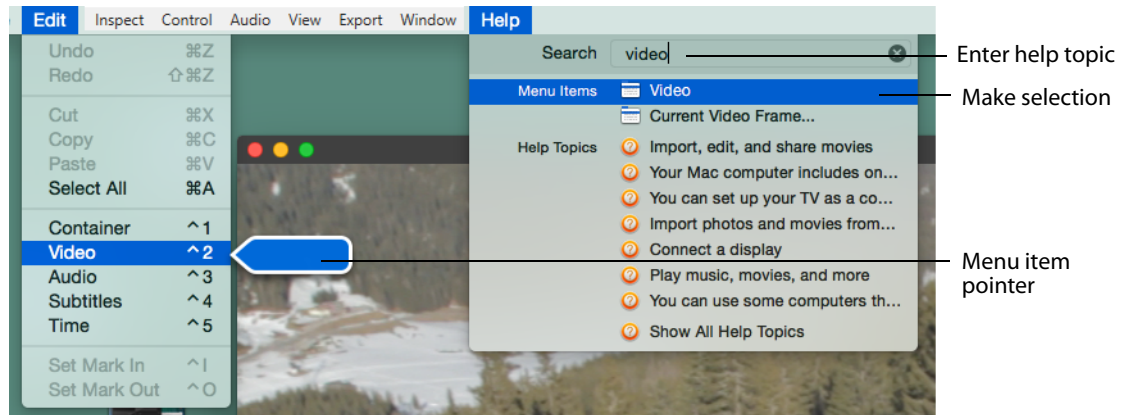 Edit Inspect Control Audio View Export Window Help
Undo ⌘Z
Redo ⇧⌘Z
Cut ⌘X
Copy ⌘C
Paste ⌘V
Select All ⌘A
Container ^1
Video ^2
Audio ^3
Subtitles ^4
Time ^5
Set Mark In ^I
Set Mark Out ^O
Search video
Menu Items Video
Current Video Frame...
Help Topics Import, edit, and share movies
Your Mac computer includes on...
You can set up your TV as a co...
Import photos and movies from...
Connect a display
Play music, movies, and more
You can use some computers th...
Show All Help Topics
Enter help topic
Make selection
Menu item
pointer